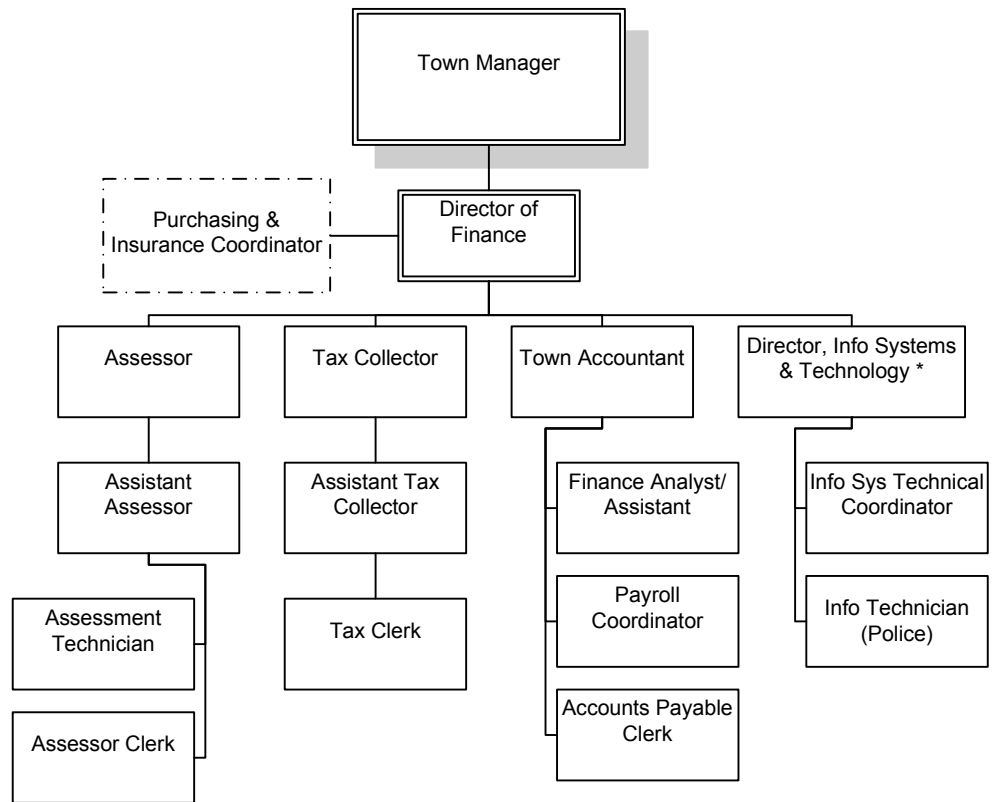 Town Manager
Director of
Finance
Purchasing &
Insurance Coordinator
Assessor
Tax Collector
Town Accountant
Director, Info Systems
& Technology *
Assistant
Assessor
Assistant Tax
Collector
Finance Analyst/
Assistant
Info Sys Technical
Coordinator
Assessment
Technician
Tax Clerk
Payroll
Coordinator
Info Technician
(Police)
Assessor Clerk
Accounts Payable
Clerk